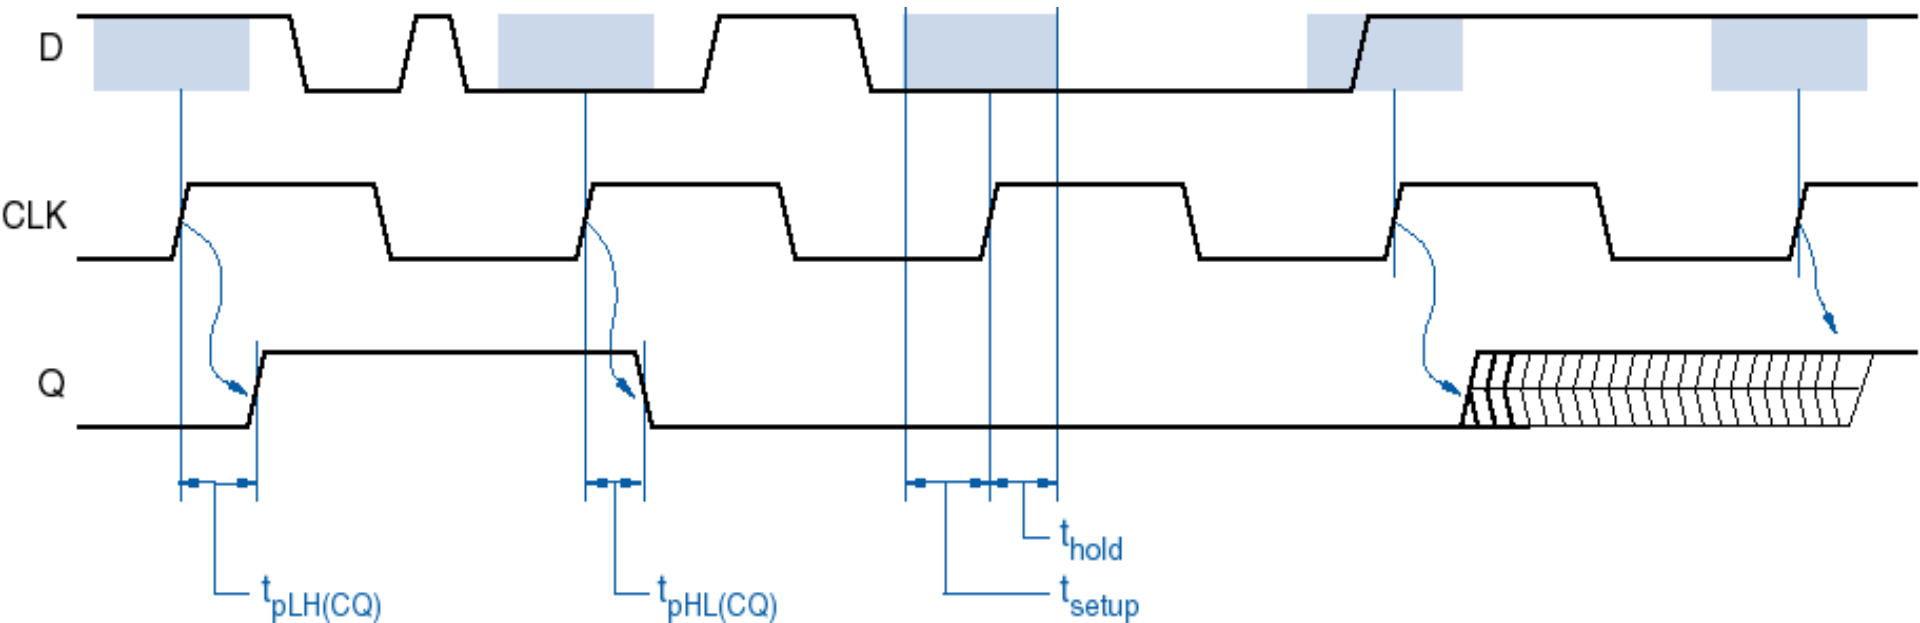 D
CLK
Q
thold
tpLH(CQ)
tpHL(CQ)
tsetup